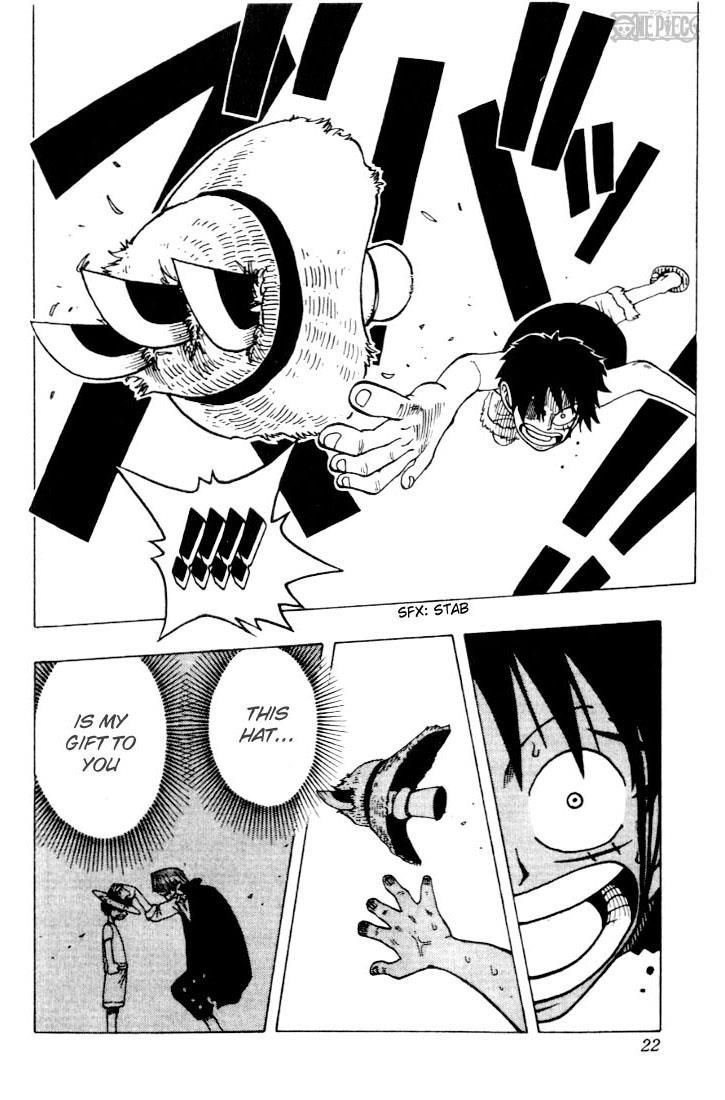 ONE PIECE
!!!!
SFX: STAB
THIS
HAT...
IS MY
GIFT TO
YOU
22